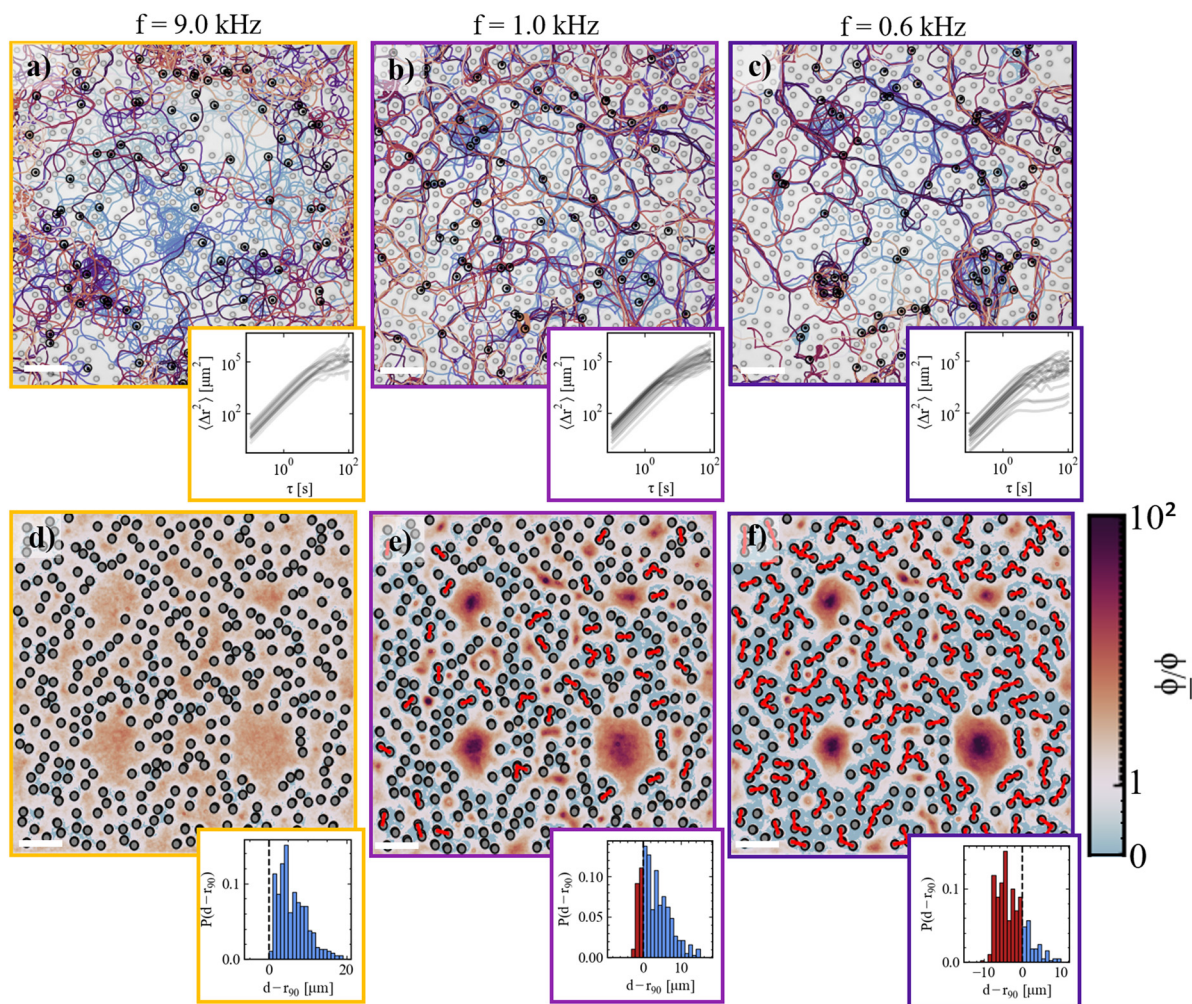 f = 9.0 kHz
f = 1.0 kHz
f = 0.6 kHz
a)
b)
c)
⟨Δr²⟩ [μm²]
10⁵
10²
10⁰
10²
τ [s]
⟨Δr²⟩ [μm²]
10⁵
10²
10⁰
10²
τ [s]
⟨Δr²⟩ [μm²]
10⁵
10²
10⁰
10²
τ [s]
d)
e)
f)
10²
1
0
ϕ/ϕ̲
P(d − r₉₀)
0.1
0.0
0
20
d − r₉₀ [μm]
P(d − r₉₀)
0.15
0.10
0.05
0.00
0
10
d − r₉₀ [μm]
P(d − r₉₀)
0.1
0.0
−10
0
10
d − r₉₀ [μm]